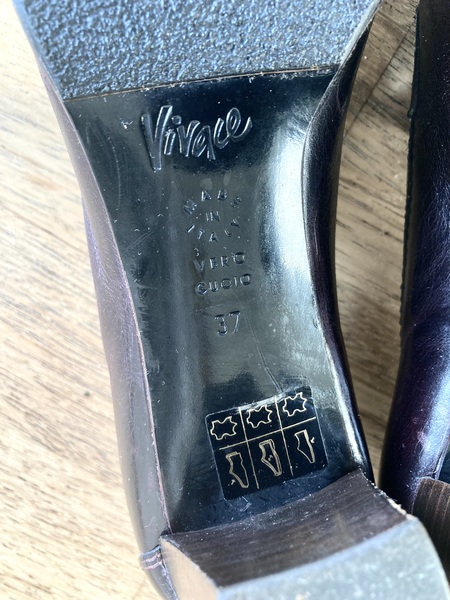 Vivace
MADE
IN
ITALY
VERO
CUOIO
37